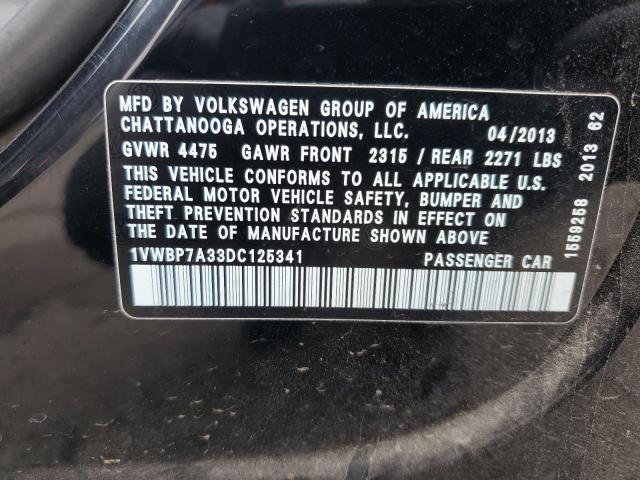 MFD BY VOLKSWAGEN GROUP OF AMERICA
CHATTANOOGA OPERATIONS, LLC. 04/2013
GVWR 4475 GAWR FRONT 2315 / REAR 2271 LBS
THIS VEHICLE CONFORMS TO ALL APPLICABLE U.S.
FEDERAL MOTOR VEHICLE SAFETY, BUMPER AND
THEFT PREVENTION STANDARDS IN EFFECT ON
THE DATE OF MANUFACTURE SHOWN ABOVE
1VWBP7A33DC125341 PASSENGER CAR
1559258 2013 62